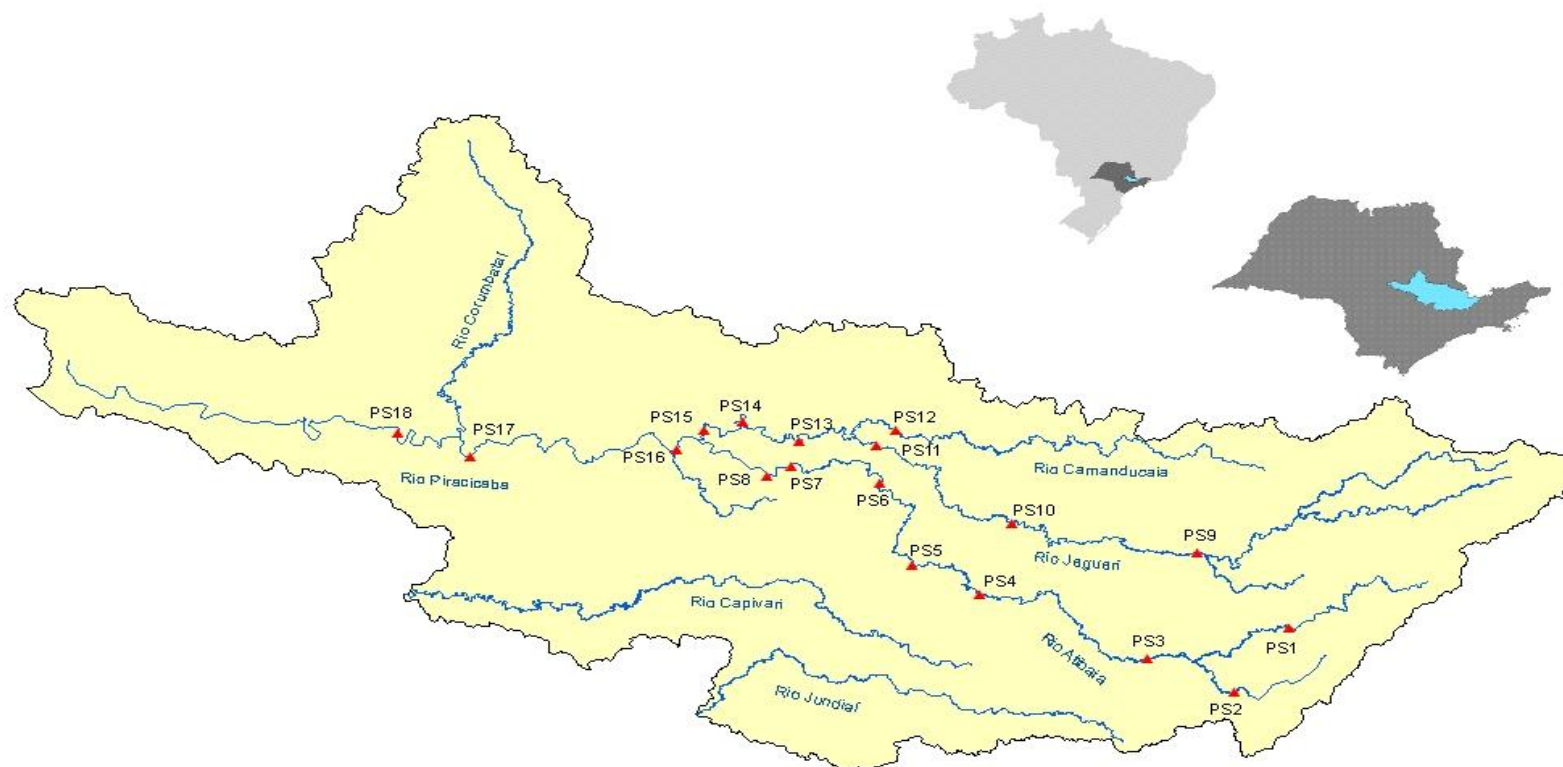 Rio Corumbataí
PS18
PS17
Rio Piracicaba
PS15
PS14
PS13
PS12
PS16
PS11
PS8
PS7
PS6
Rio Camanducaia
PS10
PS9
Rio Jaguari
PS5
PS4
Rio Capivari
PS3
PS1
Rio Atibaia
PS2
Rio Jundiaí